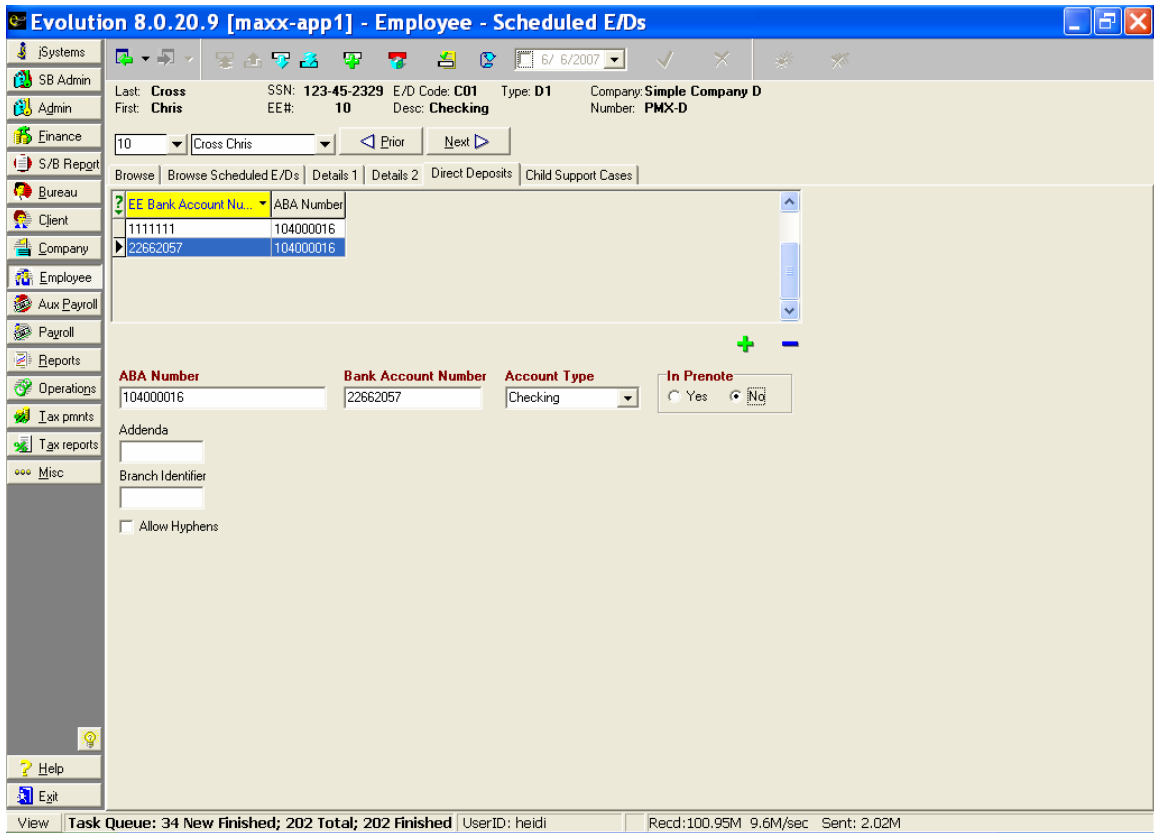 Evolution 8.0.20.9 [maxx-app1] - Employee - Scheduled E/Ds
iSystems
SB Admin
Admin
Finance
S/B Report
Bureau
Client
Company
Employee
Aux Payroll
Payroll
Reports
Operations
Tax pmnts
Tax reports
Misc
Help
Exit
6/ 6/2007
Last: Cross SSN: 123-45-2329 E/D Code: C01 Type: D1 Company: Simple Company D
First: Chris EE#: 10 Desc: Checking Number: PMX-D
10 Cross Chris Prior Next
Browse Browse Scheduled E/Ds Details 1 Details 2 Direct Deposits Child Support Cases
? EE Bank Account Nu... ABA Number
1111111 104000016
22662057 104000016
ABA Number Bank Account Number Account Type In Prenote
104000016 22662057 Checking Yes No
Addenda
Branch Identifier
Allow Hyphens
View Task Queue: 34 New Finished; 202 Total; 202 Finished UserID: heidi Recd:100.95M 9.6M/sec Sent: 2.02M